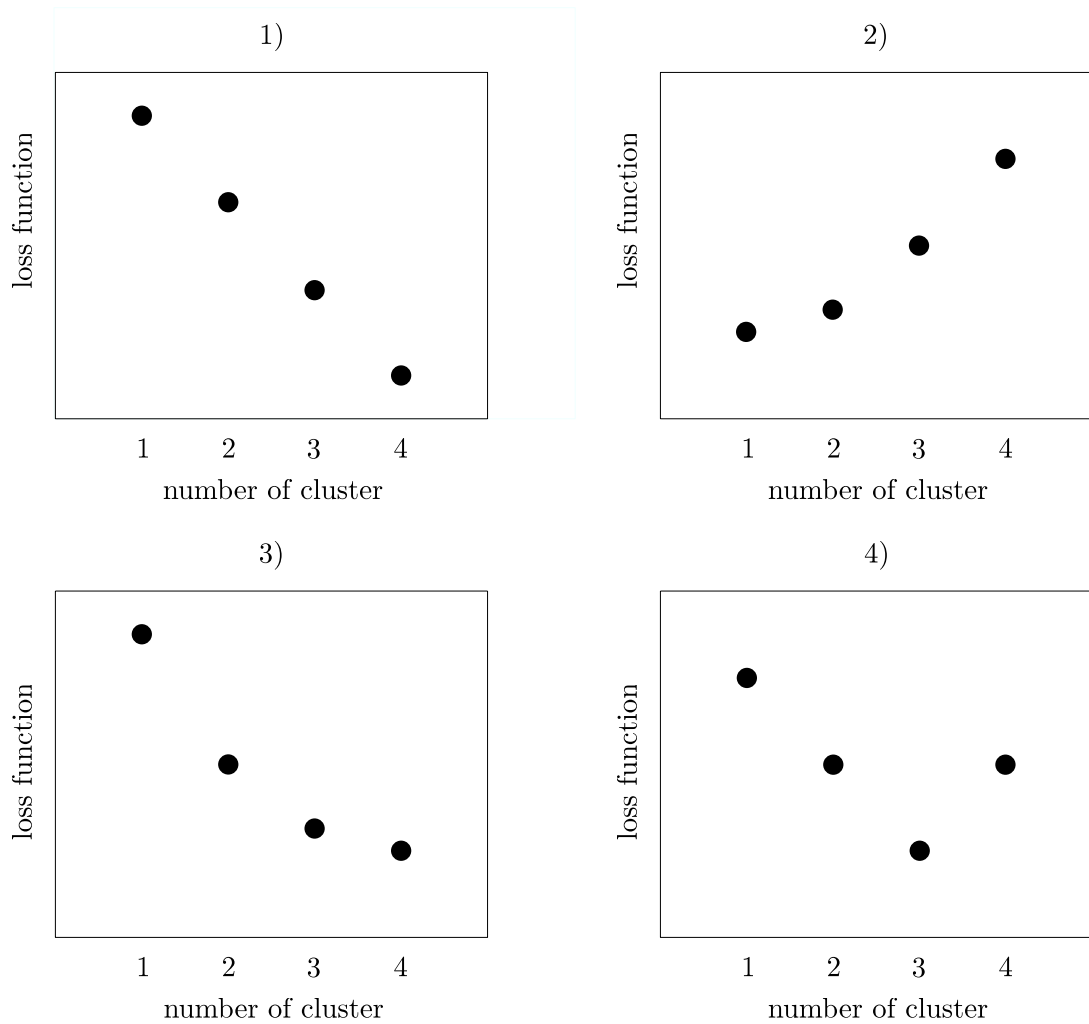 1)
loss function
1 2 3 4
number of cluster
2)
loss function
1 2 3 4
number of cluster
3)
loss function
1 2 3 4
number of cluster
4)
loss function
1 2 3 4
number of cluster